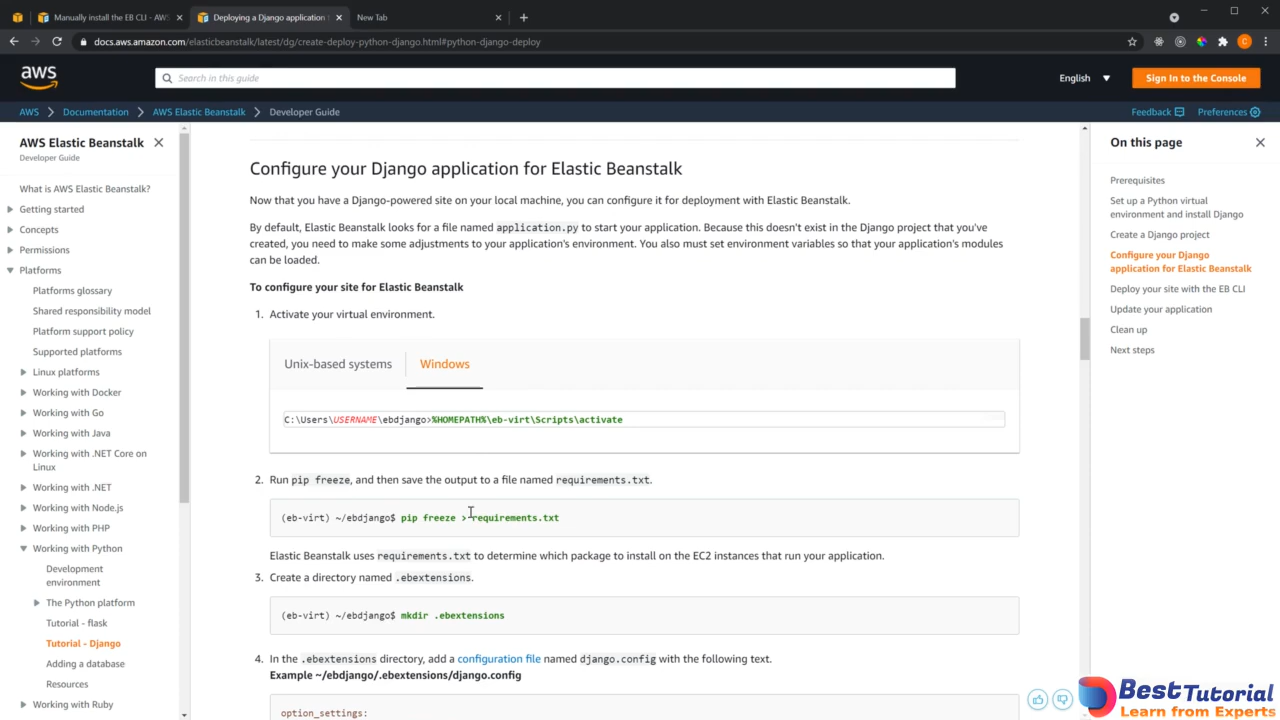 Manually install the EB CLI - AWS
Deploying a Django application
New Tab
docs.aws.amazon.com/elasticbeanstalk/latest/dg/create-deploy-python-django.html#python-django-deploy
C
aws
Search in this guide
English
Sign In to the Console
AWS
Documentation
AWS Elastic Beanstalk
Developer Guide
Feedback
Preferences
AWS Elastic Beanstalk
Developer Guide
What is AWS Elastic Beanstalk?
Getting started
Concepts
Permissions
Platforms
Platforms glossary
Shared responsibility model
Platform support policy
Supported platforms
Linux platforms
Working with Docker
Working with Go
Working with Java
Working with .NET Core on
Linux
Working with .NET
Working with Node.js
Working with PHP
Working with Python
Development
environment
The Python platform
Tutorial - flask
Tutorial - Django
Adding a database
Resources
Working with Ruby
Configure your Django application for Elastic Beanstalk
Now that you have a Django-powered site on your local machine, you can configure it for deployment with Elastic Beanstalk.
By default, Elastic Beanstalk looks for a file named application.py to start your application. Because this doesn't exist in the Django project that you've
created, you need to make some adjustments to your application's environment. You also must set environment variables so that your application's modules
can be loaded.
To configure your site for Elastic Beanstalk
1. Activate your virtual environment.
Unix-based systems
Windows
C:\Users\USERNAME\ebdjango>%HOMEPATH%\eb-virt\Scripts\activate
2. Run pip freeze, and then save the output to a file named requirements.txt.
(eb-virt) ~/ebdjango$ pip freeze > requirements.txt
Elastic Beanstalk uses requirements.txt to determine which package to install on the EC2 instances that run your application.
3. Create a directory named .ebextensions.
(eb-virt) ~/ebdjango$ mkdir .ebextensions
4. In the .ebextensions directory, add a configuration file named django.config with the following text.
Example ~/ebdjango/.ebextensions/django.config
option_settings:
On this page
Prerequisites
Set up a Python virtual
environment and install Django
Create a Django project
Configure your Django
application for Elastic Beanstalk
Deploy your site with the EB CLI
Update your application
Clean up
Next steps
BestTutorial
Learn from Experts